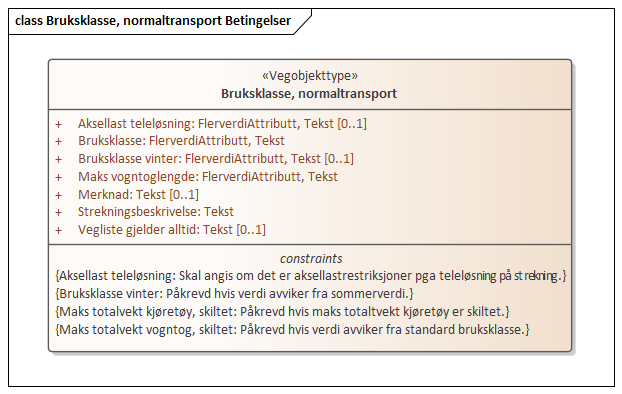 class Bruksklasse, normaltransport Betingelser
«Vegobjekttype»
Bruksklasse, normaltransport
+ Aksellast teleløsning: FlerverdiAttributt, Tekst [0..1]
+ Bruksklasse: FlerverdiAttributt, Tekst
+ Bruksklasse vinter: FlerverdiAttributt, Tekst [0..1]
+ Maks vogntoglengde: FlerverdiAttributt, Tekst
+ Merknad: Tekst [0..1]
+ Strekningsbeskrivelse: Tekst
+ Vegliste gjelder alltid: Tekst [0..1]
constraints
{Aksellast teleløsning: Skal angis om det er aksellastrestriksjoner pga teleløsning på strekning.}
{Bruksklasse vinter: Påkrevd hvis verdi avviker fra sommerverdi.}
{Maks totalvekt kjøretøy, skiltet: Påkrevd hvis maks totaltvekt kjøretøy er skiltet.}
{Maks totalvekt vogntog, skiltet: Påkrevd hvis verdi avviker fra standard bruksklasse.}